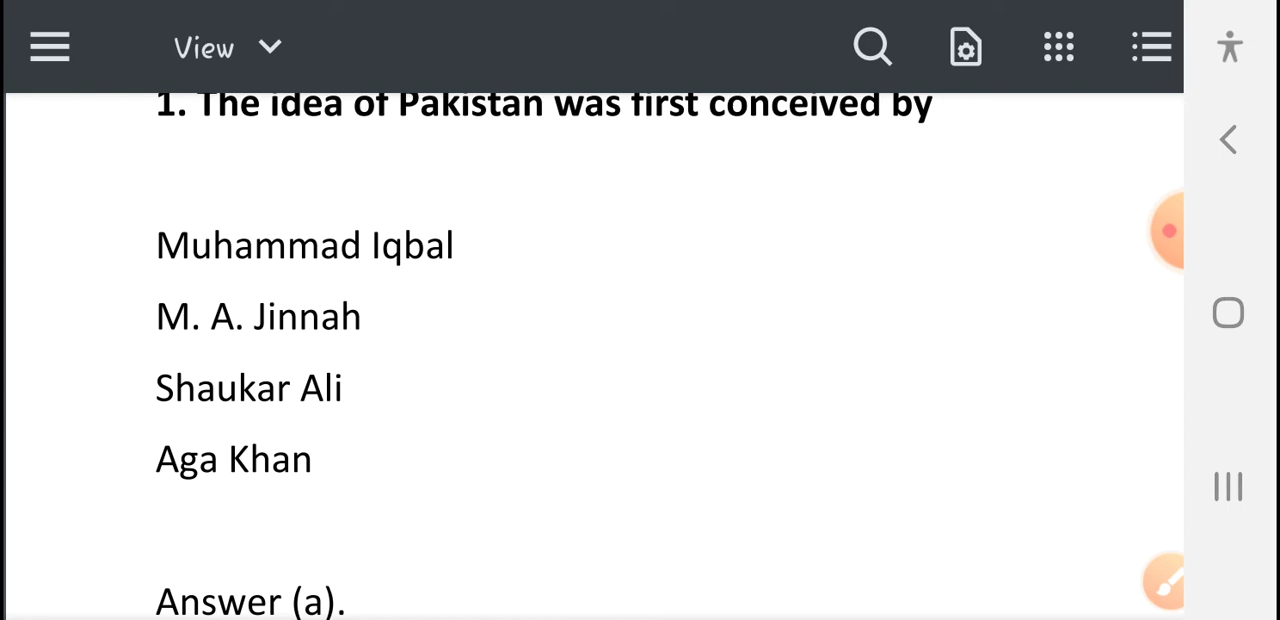 View
1. The idea of Pakistan was first conceived by
Muhammad Iqbal
M. A. Jinnah
Shaukar Ali
Aga Khan
Answer (a).